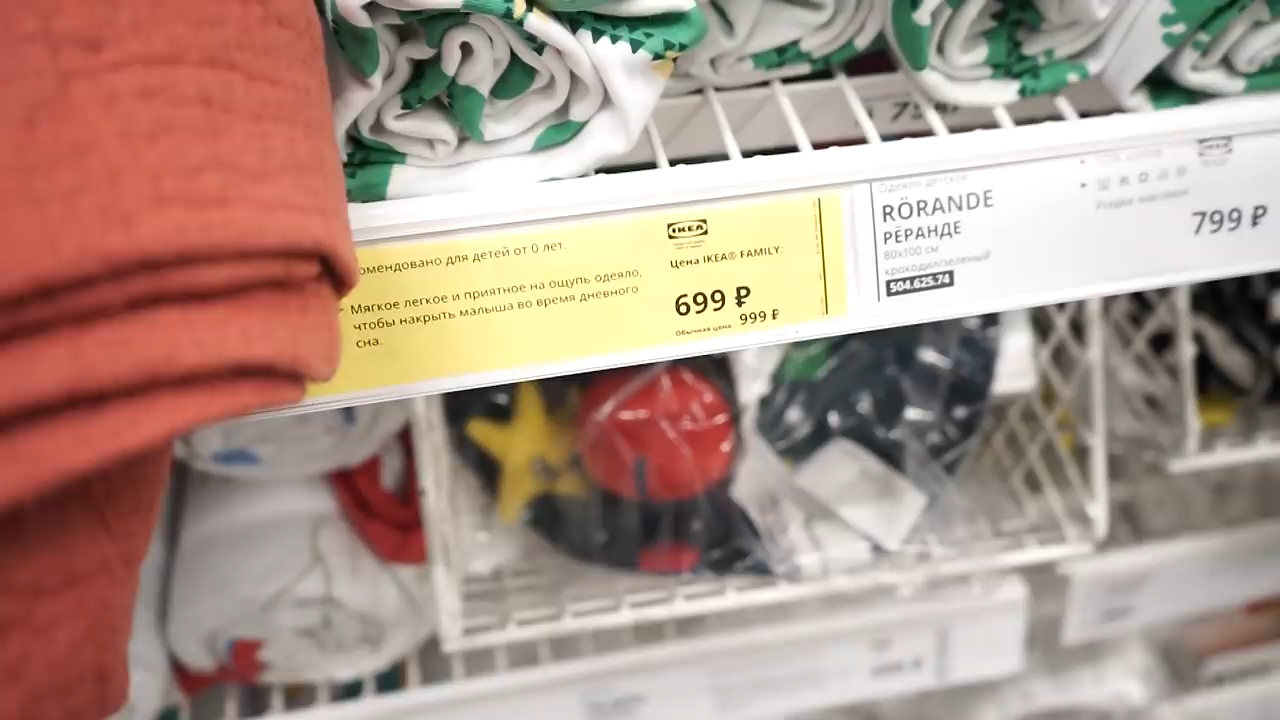 омендовано для детей от 0 лет.
Мягкое легкое и приятное на ощупь одеяло,
чтобы накрыть малыша во время дневного
сна.
IKEA
Цена IKEA® FAMILY:
699 ₽
Обычная цена: 999 ₽
Одеяло детское
RÖRANDE
РЁРАНДЕ
80x100 см
крокодил/зеленый
504.625.74
IKEA
799 ₽